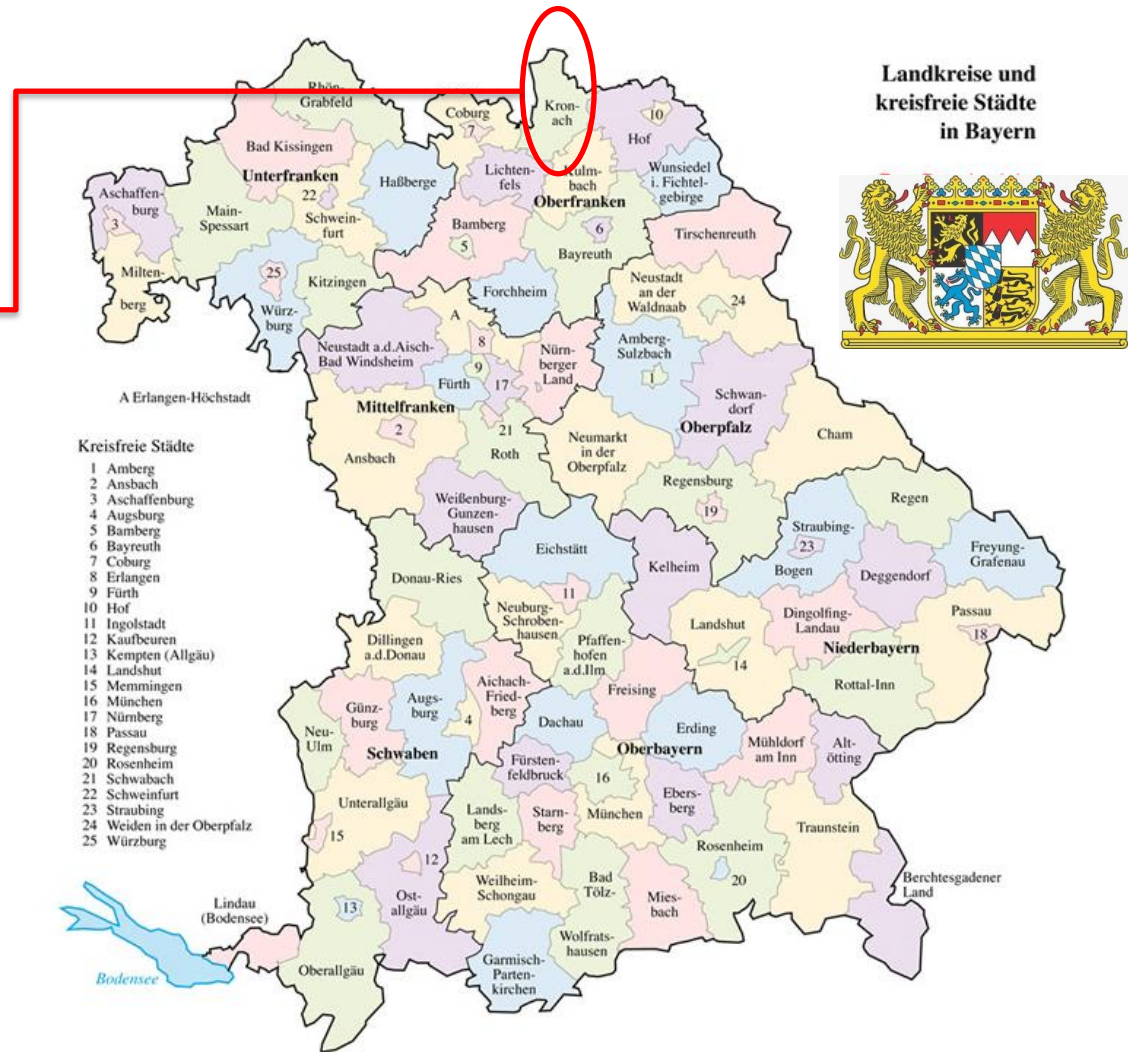 Landkreise und
kreisfreie Städte
in Bayern
Rhön-
Grabfeld
Coburg
7
Kron-
ach
10
Hof
Bad Kissingen
Unterfranken
22
Haßberge
Lichten-
fels
Kulm-
bach
Oberfranken
Wunsiedel
i. Fichtel-
gebirge
Aschaffen-
burg
3
Main-
Spessart
Schwein-
furt
Bamberg
5
6
Bayreuth
Tirschenreuth
Milten-
berg
25
Würz-
burg
Kitzingen
Forchheim
Neustadt
an der
Waldnaab
24
A
8
Neustadt a.d.Aisch-
Bad Windsheim
9
Fürth
17
Nürn-
berger
Land
Amberg-
Sulzbach
1
A Erlangen-Höchstadt
Mittelfranken
2
Ansbach
21
Roth
Neumarkt
in der
Oberpfalz
Schwan-
dorf
Oberpfalz
Cham
Kreisfreie Städte
1 Amberg
2 Ansbach
3 Aschaffenburg
4 Augsburg
5 Bamberg
6 Bayreuth
7 Coburg
8 Erlangen
9 Fürth
10 Hof
11 Ingolstadt
12 Kaufbeuren
13 Kempten (Allgäu)
14 Landshut
15 Memmingen
16 München
17 Nürnberg
18 Passau
19 Regensburg
20 Rosenheim
21 Schwabach
22 Schweinfurt
23 Straubing
24 Weiden in der Oberpfalz
25 Würzburg
Weißenburg-
Gunzen-
hausen
Regensburg
19
Regen
Straubing-
23
Bogen
Freyung-
Grafenau
Eichstätt
Kelheim
Deggendorf
Donau-Ries
11
Neuburg-
Schroben-
hausen
Landshut
14
Dingolfing-
Landau
Niederbayern
Passau
18
Dillingen
a.d.Donau
Pfaffen-
hofen
a.d.Ilm
Rottal-Inn
Günz-
burg
Augs-
burg
4
Aichach-
Fried-
berg
Freising
Neu-
Ulm
Schwaben
Dachau
Oberbayern
Erding
Mühldorf
am Inn
Alt-
ötting
Fürsten-
feldbruck
16
München
Ebers-
berg
Unterallgäu
15
Lands-
berg
am Lech
Starn-
berg
Rosenheim
20
Traunstein
12
Ost-
allgäu
Weilheim-
Schongau
Bad
Tölz-
Wolfrats-
hausen
Mies-
bach
Berchtesgadener
Land
Lindau
(Bodensee)
13
Oberallgäu
Garmisch-
Parten-
kirchen
Bodensee